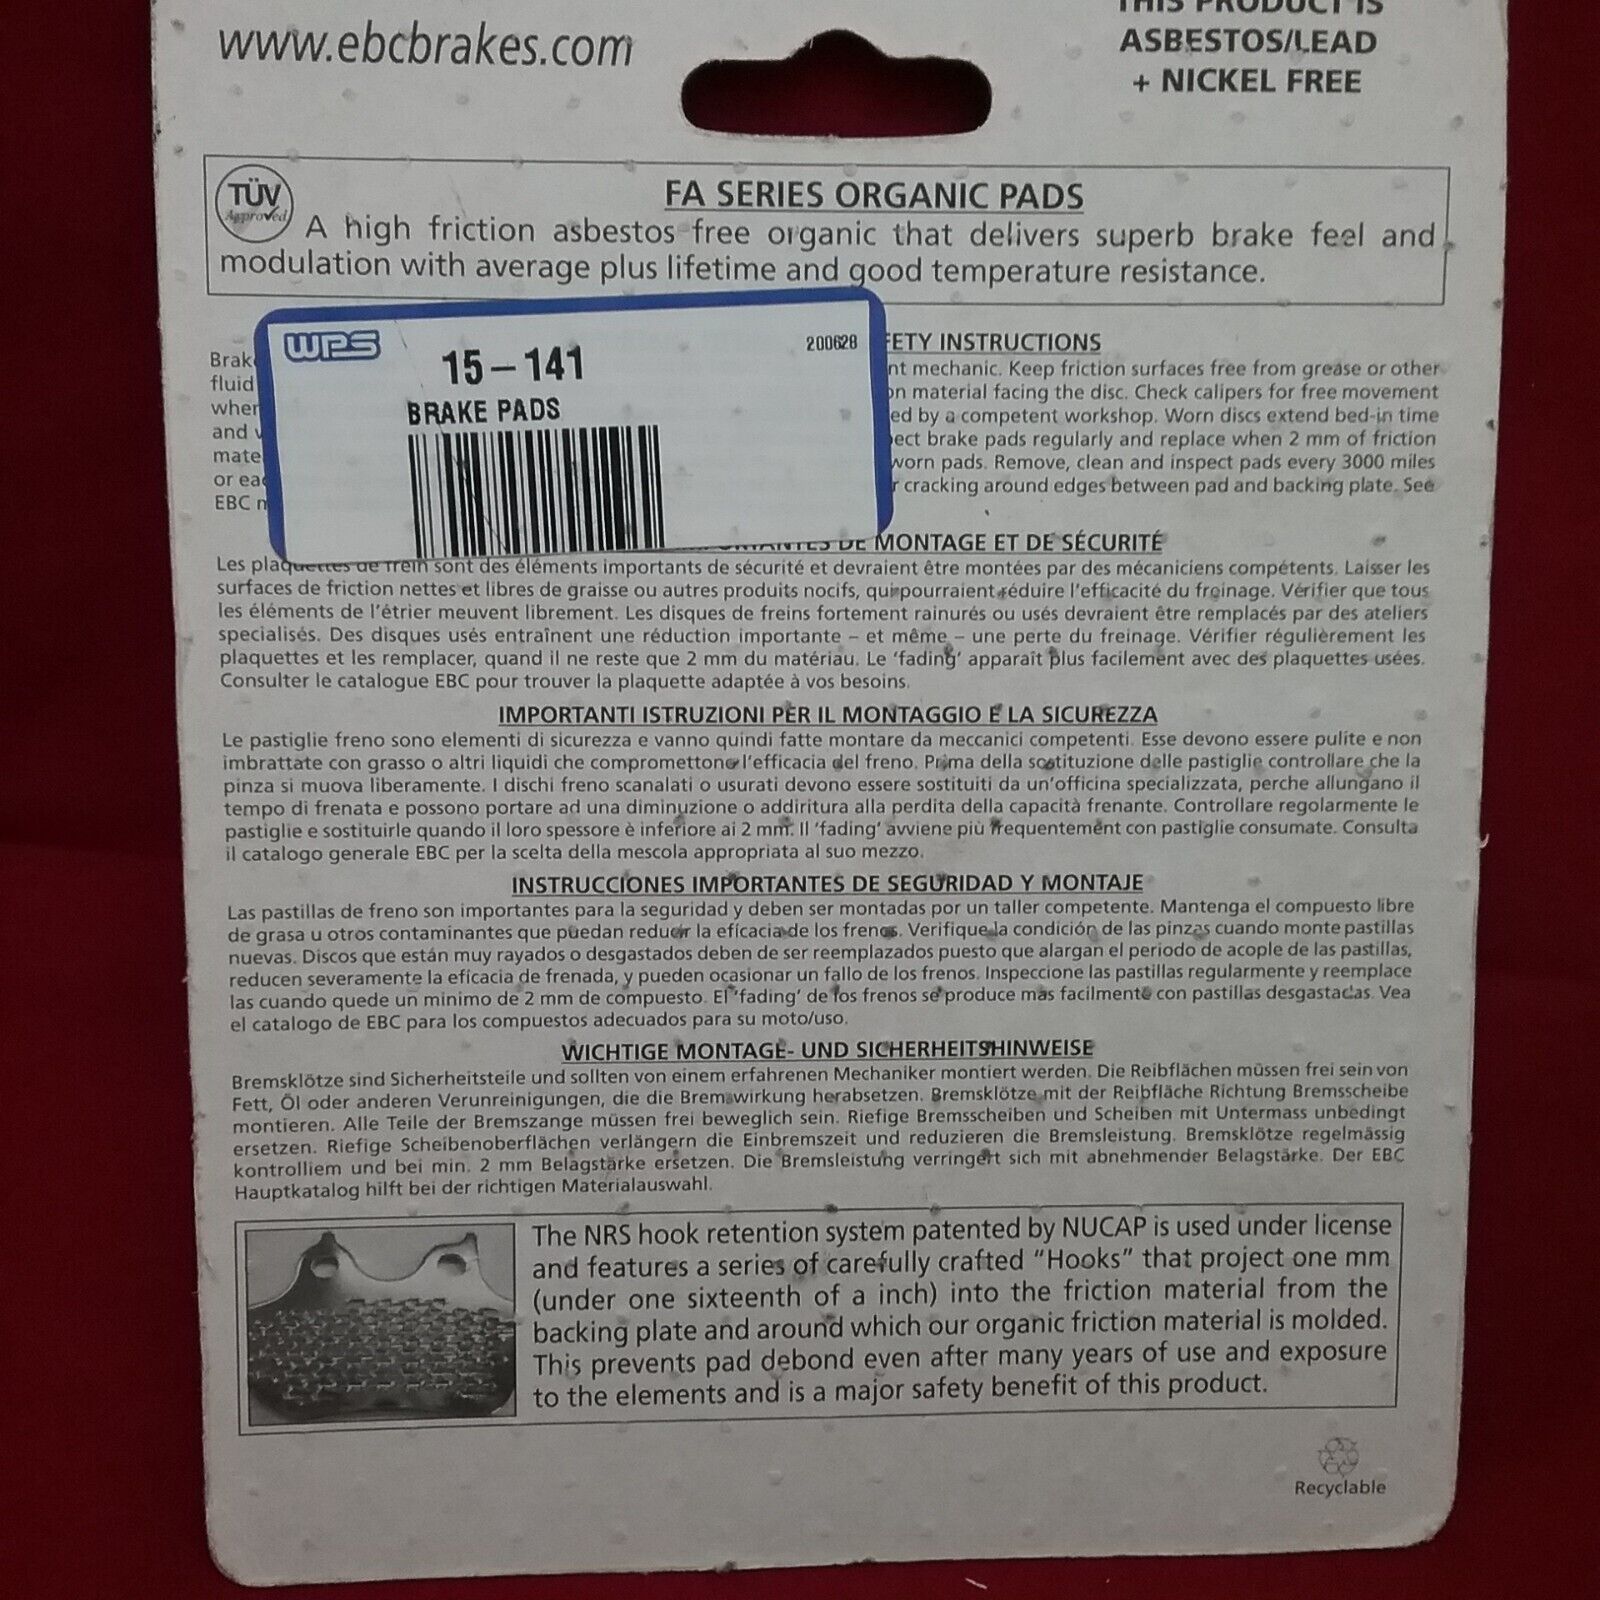 www.ebcbrakes.com
THIS PRODUCT IS
ASBESTOS/LEAD
+ NICKEL FREE
TÜV
Approved
FA SERIES ORGANIC PADS
A high friction asbestos free organic that delivers superb brake feel and
modulation with average plus lifetime and good temperature resistance.
WPS
15-141
200628
BRAKE PADS
INSTRUCTIONS
mechanic. Keep friction surfaces free from grease or other
fluid
material facing the disc. Check calipers for free movement
by a competent workshop. Worn discs extend bed-in time
and
brake pads regularly and replace when 2 mm of friction
worn pads. Remove, clean and inspect pads every 3000 miles
or
cracking around edges between pad and backing plate. See
EBC
DE MONTAGE ET DE SÉCURITÉ
Les plaquettes de frein sont des éléments importants de sécurité et devraient être montées par des mécaniciens compétents. Laisser les
surfaces de friction nettes et libres de graisse ou autres produits nocifs, qui pourraient réduire l'efficacité du freinage. Vérifier que tous
les éléments de l'étrier meuvent librement. Les disques de freins fortement rainurés ou usés devraient être remplacés par des ateliers
specialisés. Des disques usés entraînent une réduction importante – et même – une perte du freinage. Vérifier régulièrement les
plaquettes et les remplacer, quand il ne reste que 2 mm du matériau. Le 'fading' apparaît plus facilement avec des plaquettes usées.
Consulter le catalogue EBC pour trouver la plaquette adaptée à vos besoins.
IMPORTANTI ISTRUZIONI PER IL MONTAGGIO E LA SICUREZZA
Le pastiglie freno sono elementi di sicurezza e vanno quindi fatte montare da meccanici competenti. Esse devono essere pulite e non
imbrattate con grasso o altri liquidi che compromettono l'efficacia del freno. Prima della sostituzione delle pastiglie controllare che la
pinza si muova liberamente. I dischi freno scanalati o usurati devono essere sostituiti da un'officina specializzata, perche allungano il
tempo di frenata e possono portare ad una diminuzione o addiritura alla perdita della capacità frenante. Controllare regolarmente le
pastiglie e sostituirle quando il loro spessore è inferiore ai 2 mm. Il 'fading' avviene più frequentemente con pastiglie consumate. Consulta
il catalogo generale EBC per la scelta della mescola appropriata al suo mezzo.
INSTRUCCIONES IMPORTANTES DE SEGURIDAD Y MONTAJE
Las pastillas de freno son importantes para la seguridad y deben ser montadas por un taller competente. Mantenga el compuesto libre
de grasa u otros contaminantes que puedan reducir la eficacia de los frenos. Verifique la condición de las pinzas cuando monte pastillas
nuevas. Discos que están muy rayados o desgastados deben de ser reemplazados puesto que alargan el periodo de acople de las pastillas,
reducen severamente la eficacia de frenada, y pueden ocasionar un fallo de los frenos. Inspeccione las pastillas regularmente y reemplace
las cuando quede un minimo de 2 mm de compuesto. El 'fading' de los frenos se produce mas facilmente con pastillas desgastadas. Vea
el catalogo de EBC para los compuestos adecuados para su moto/uso.
WICHTIGE MONTAGE- UND SICHERHEITSHINWEISE
Bremsklötze sind Sicherheitsteile und sollten von einem erfahrenen Mechaniker montiert werden. Die Reibflächen müssen frei sein von
Fett, Öl oder anderen Verunreinigungen, die die Bremswirkung herabsetzen. Bremsklötze mit der Reibfläche Richtung Bremsscheibe
montieren. Alle Teile der Bremszange müssen frei beweglich sein. Riefige Bremsscheiben und Scheiben mit Untermass unbedingt
ersetzen. Riefige Scheibenoberflächen verlängern die Einbremszeit und reduzieren die Bremsleistung. Bremsklötze regelmässig
kontrolliem und bei min. 2 mm Belagstärke ersetzen. Die Bremsleistung verringert sich mit abnehmender Belagstärke. Der EBC
Hauptkatalog hilft bei der richtigen Materialauswahl.
The NRS hook retention system patented by NUCAP is used under license
and features a series of carefully crafted "Hooks" that project one mm
(under one sixteenth of a inch) into the friction material from the
backing plate and around which our organic friction material is molded.
This prevents pad debond even after many years of use and exposure
to the elements and is a major safety benefit of this product.
Recyclable